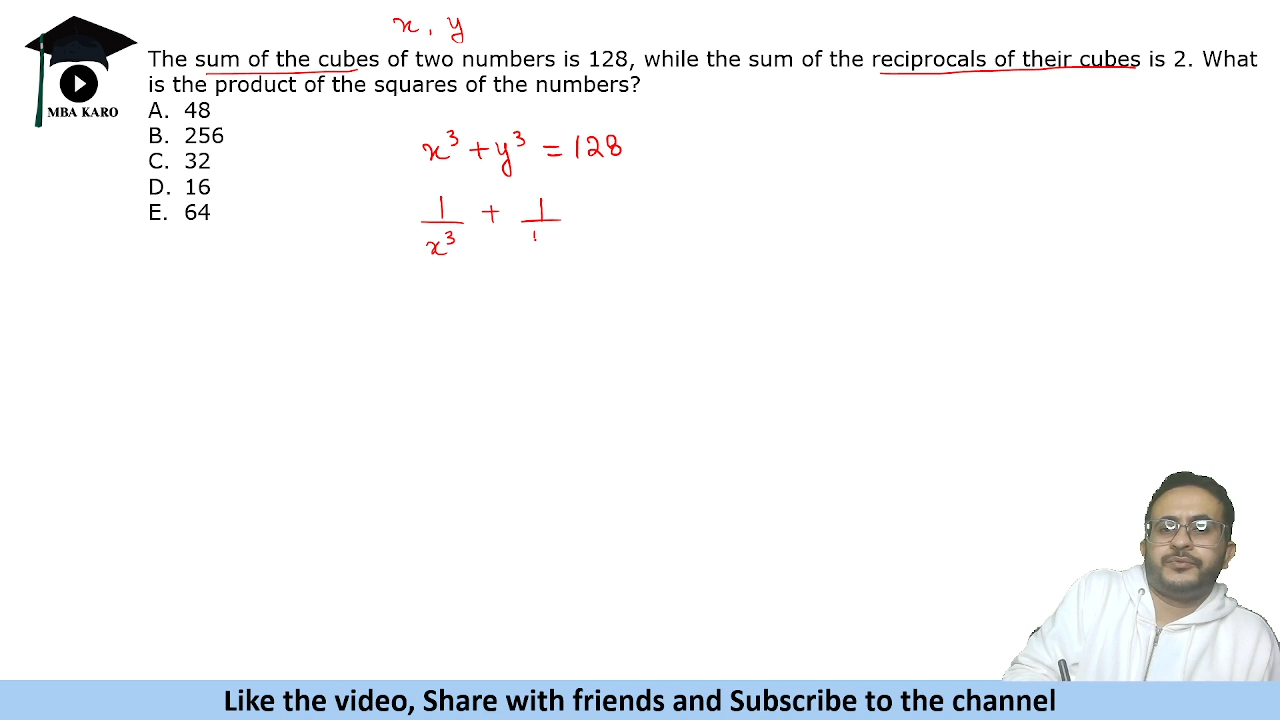 x, y
The sum of the cubes of two numbers is 128, while the sum of the reciprocals of their cubes is 2. What
is the product of the squares of the numbers?
MBA KARO
A. 48
B. 256
C. 32
D. 16
E. 64
x³ + y³ = 128
1/x³ + 1/
Like the video, Share with friends and Subscribe to the channel